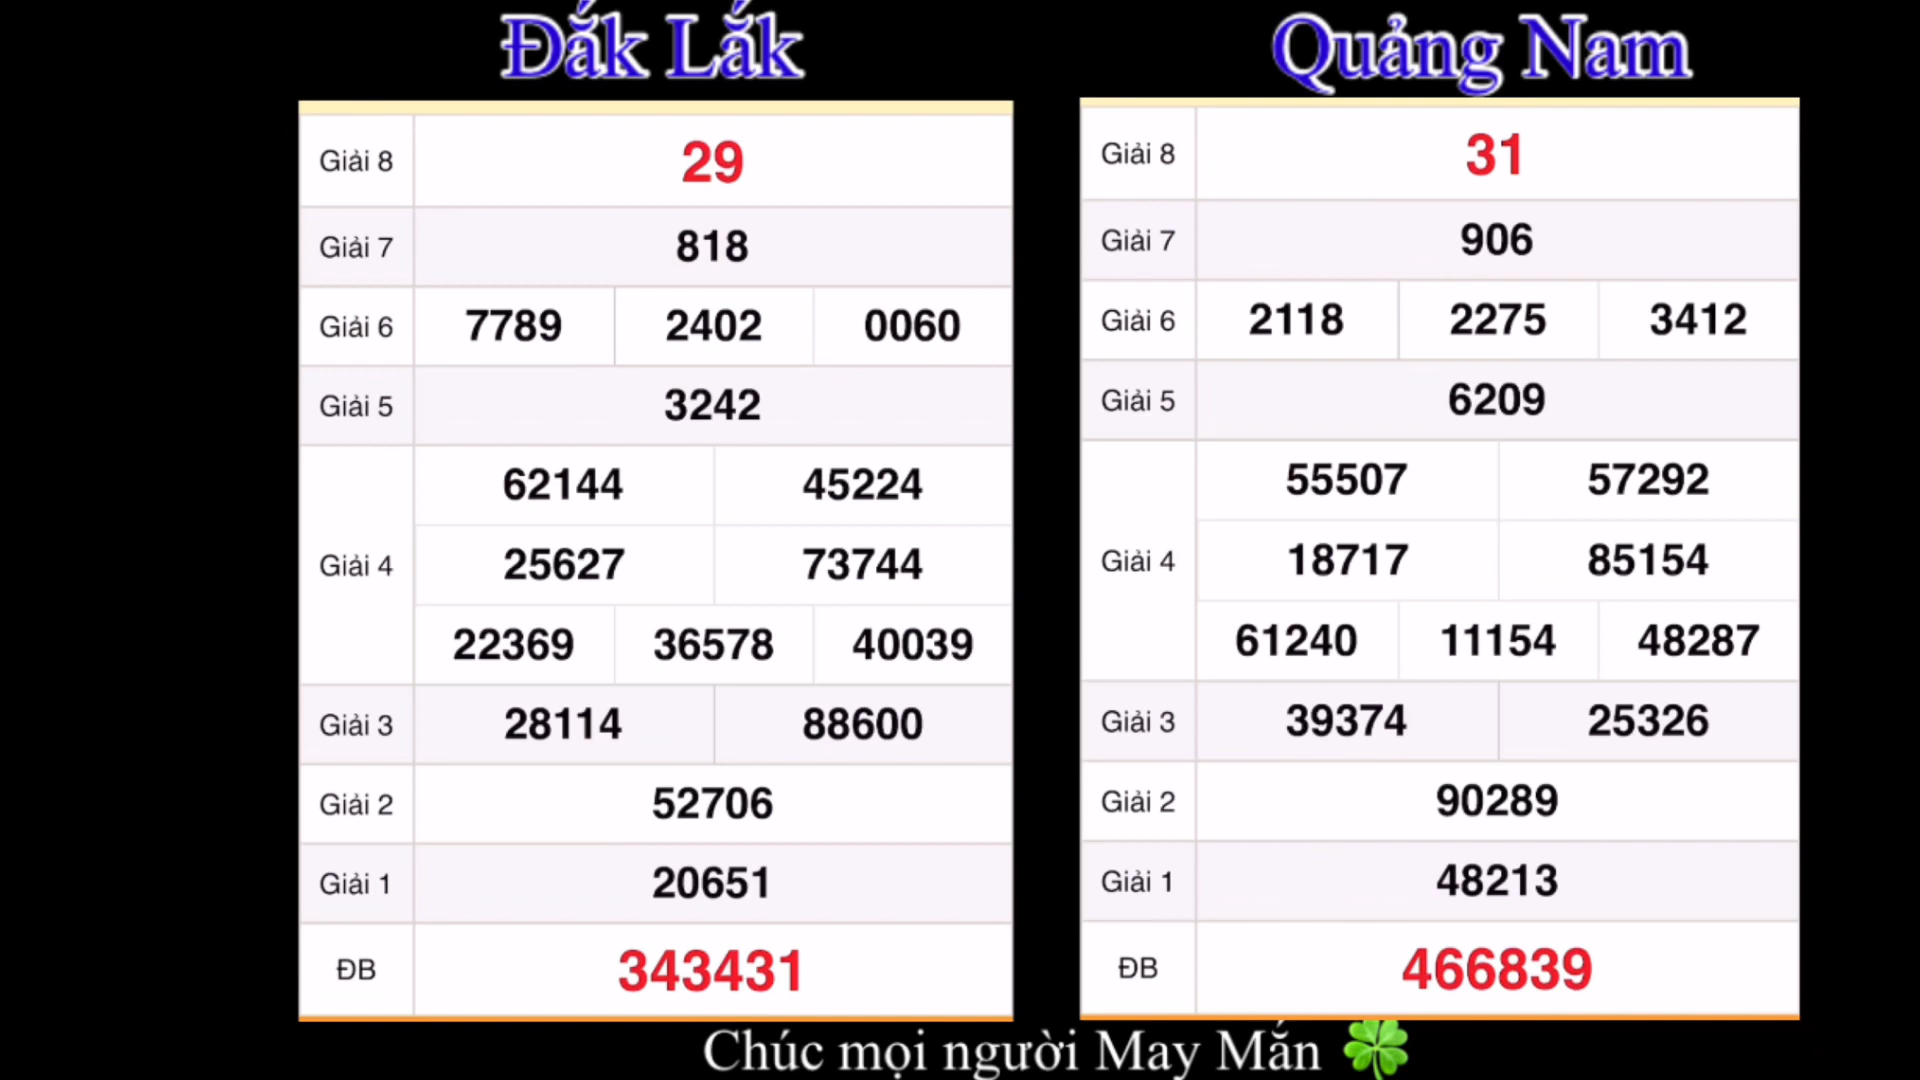 Đắk Lắk
Giải 8 29
Giải 7 818
Giải 6 7789 2402 0060
Giải 5 3242
Giải 4 62144 45224
25627 73744
22369 36578 40039
Giải 3 28114 88600
Giải 2 52706
Giải 1 20651
ĐB 343431
Quảng Nam
Giải 8 31
Giải 7 906
Giải 6 2118 2275 3412
Giải 5 6209
Giải 4 55507 57292
18717 85154
61240 11154 48287
Giải 3 39374 25326
Giải 2 90289
Giải 1 48213
ĐB 466839
Chúc mọi người May Mắn 🍀